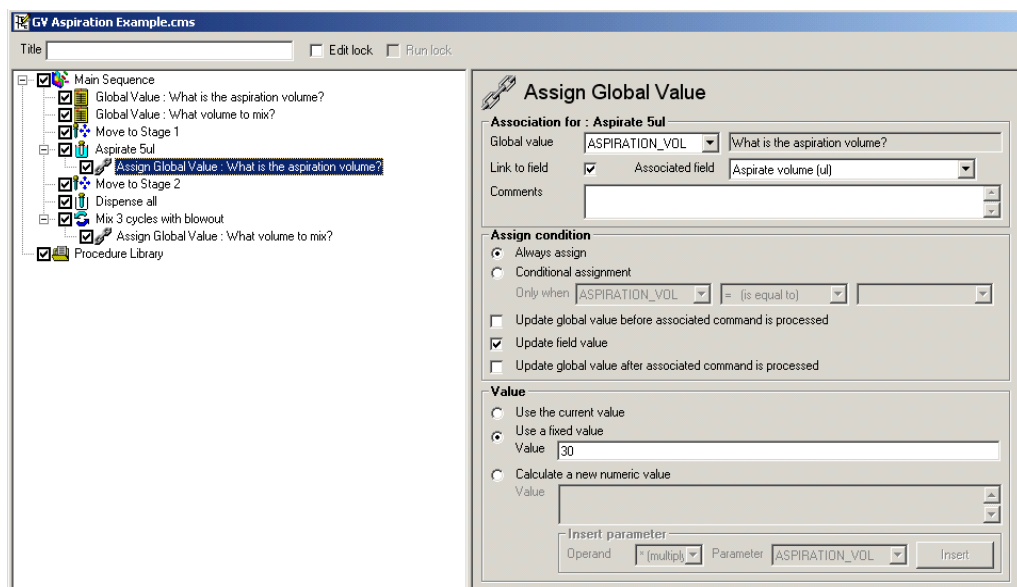 GV Aspiration Example.cms
Title Edit lock Run lock
Main Sequence
Global Value : What is the aspiration volume?
Global Value : What volume to mix?
Move to Stage 1
Aspirate 5ul
Assign Global Value : What is the aspiration volume?
Move to Stage 2
Dispense all
Mix 3 cycles with blowout
Assign Global Value : What volume to mix?
Procedure Library
Assign Global Value
Association for : Aspirate 5ul
Global value ASPIRATION_VOL What is the aspiration volume?
Link to field Associated field Aspirate volume (ul)
Comments
Assign condition
Always assign
Conditional assignment
Only when ASPIRATION_VOL = (is equal to)
Update global value before associated command is processed
Update field value
Update global value after associated command is processed
Value
Use the current value
Use a fixed value
Value 30
Calculate a new numeric value
Value
Insert parameter
Operand * (multiply Parameter ASPIRATION_VOL Insert